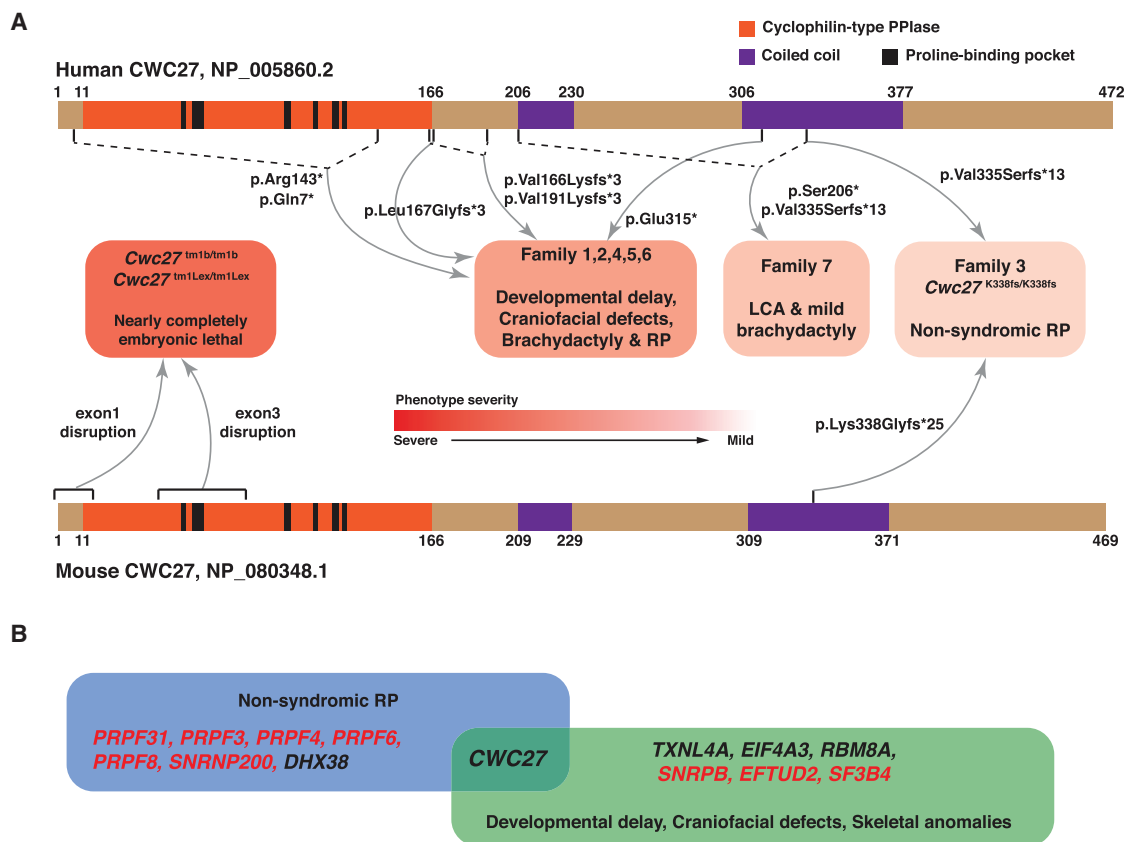 A
Cyclophilin-type PPIase
Coiled coil
Proline-binding pocket
Human CWC27, NP_005860.2
1 11 166 206 230 306 377 472
p.Arg143*
p.Gln7*
p.Leu167Glyfs*3
p.Val166Lysfs*3
p.Val191Lysfs*3
p.Glu315*
p.Ser206*
p.Val335Serfs*13
p.Val335Serfs*13
Cwc27 tm1b/tm1b
Cwc27 tm1Lex/tm1Lex
Nearly completely
embryonic lethal
Family 1,2,4,5,6
Developmental delay,
Craniofacial defects,
Brachydactyly & RP
Family 7
LCA & mild
brachydactyly
Family 3
Cwc27 K338fs/K338fs
Non-syndromic RP
exon1
disruption
exon3
disruption
Phenotype severity
Severe Mild
p.Lys338Glyfs*25
1 11 166 209 229 309 371 469
Mouse CWC27, NP_080348.1
B
Non-syndromic RP
PRPF31, PRPF3, PRPF4, PRPF6,
PRPF8, SNRNP200, DHX38
CWC27
TXNL4A, EIF4A3, RBM8A,
SNRPB, EFTUD2, SF3B4
Developmental delay, Craniofacial defects, Skeletal anomalies